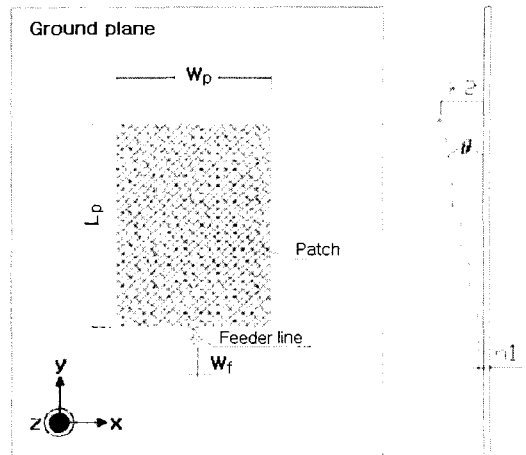 Ground plane
Wp
Lp
Patch
Feeder line
Wf
y
z x
θ